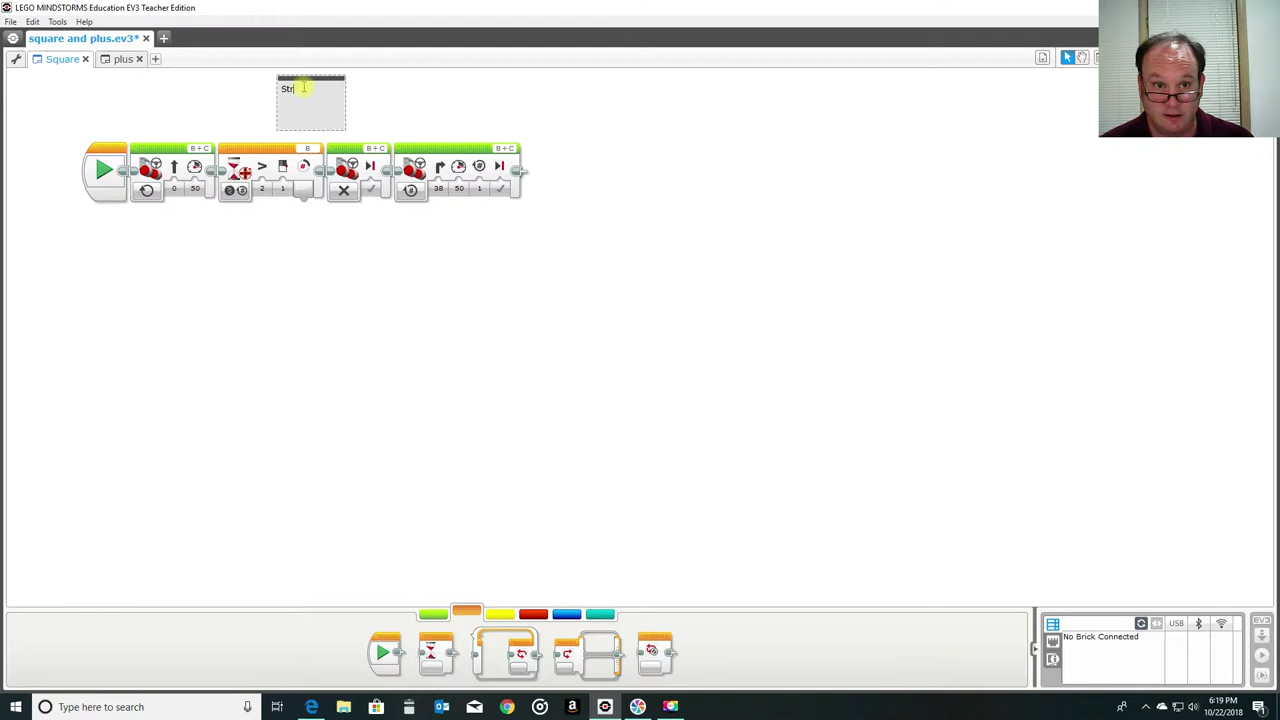 LEGO MINDSTORMS Education EV3 Teacher Edition
File Edit Tools Help
square and plus.ev3*
Square plus
Str
B + C B B + C B + C
0 50 2 1 38 50 1
USB EV3
No Brick Connected
Type here to search
6:19 PM
10/22/2018